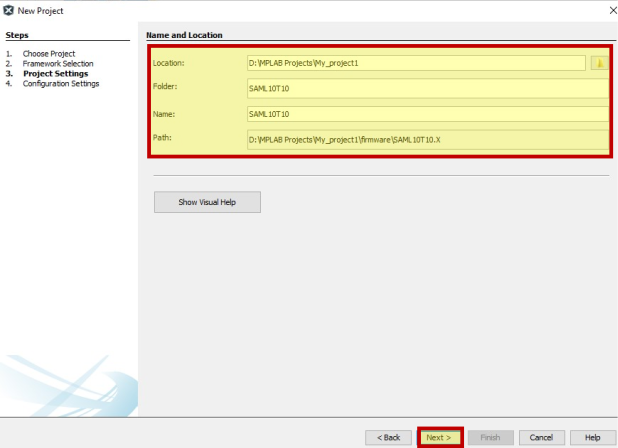 New Project
Steps
1. Choose Project
2. Framework Selection
3. Project Settings
4. Configuration Settings
Name and Location
Location: D:\MPLAB Projects\My_project1
Folder: SAML10T10
Name: SAML10T10
Path: D:\MPLAB Projects\My_project1\firmware\SAML10T10.X
Show Visual Help
< Back Next > Finish Cancel Help